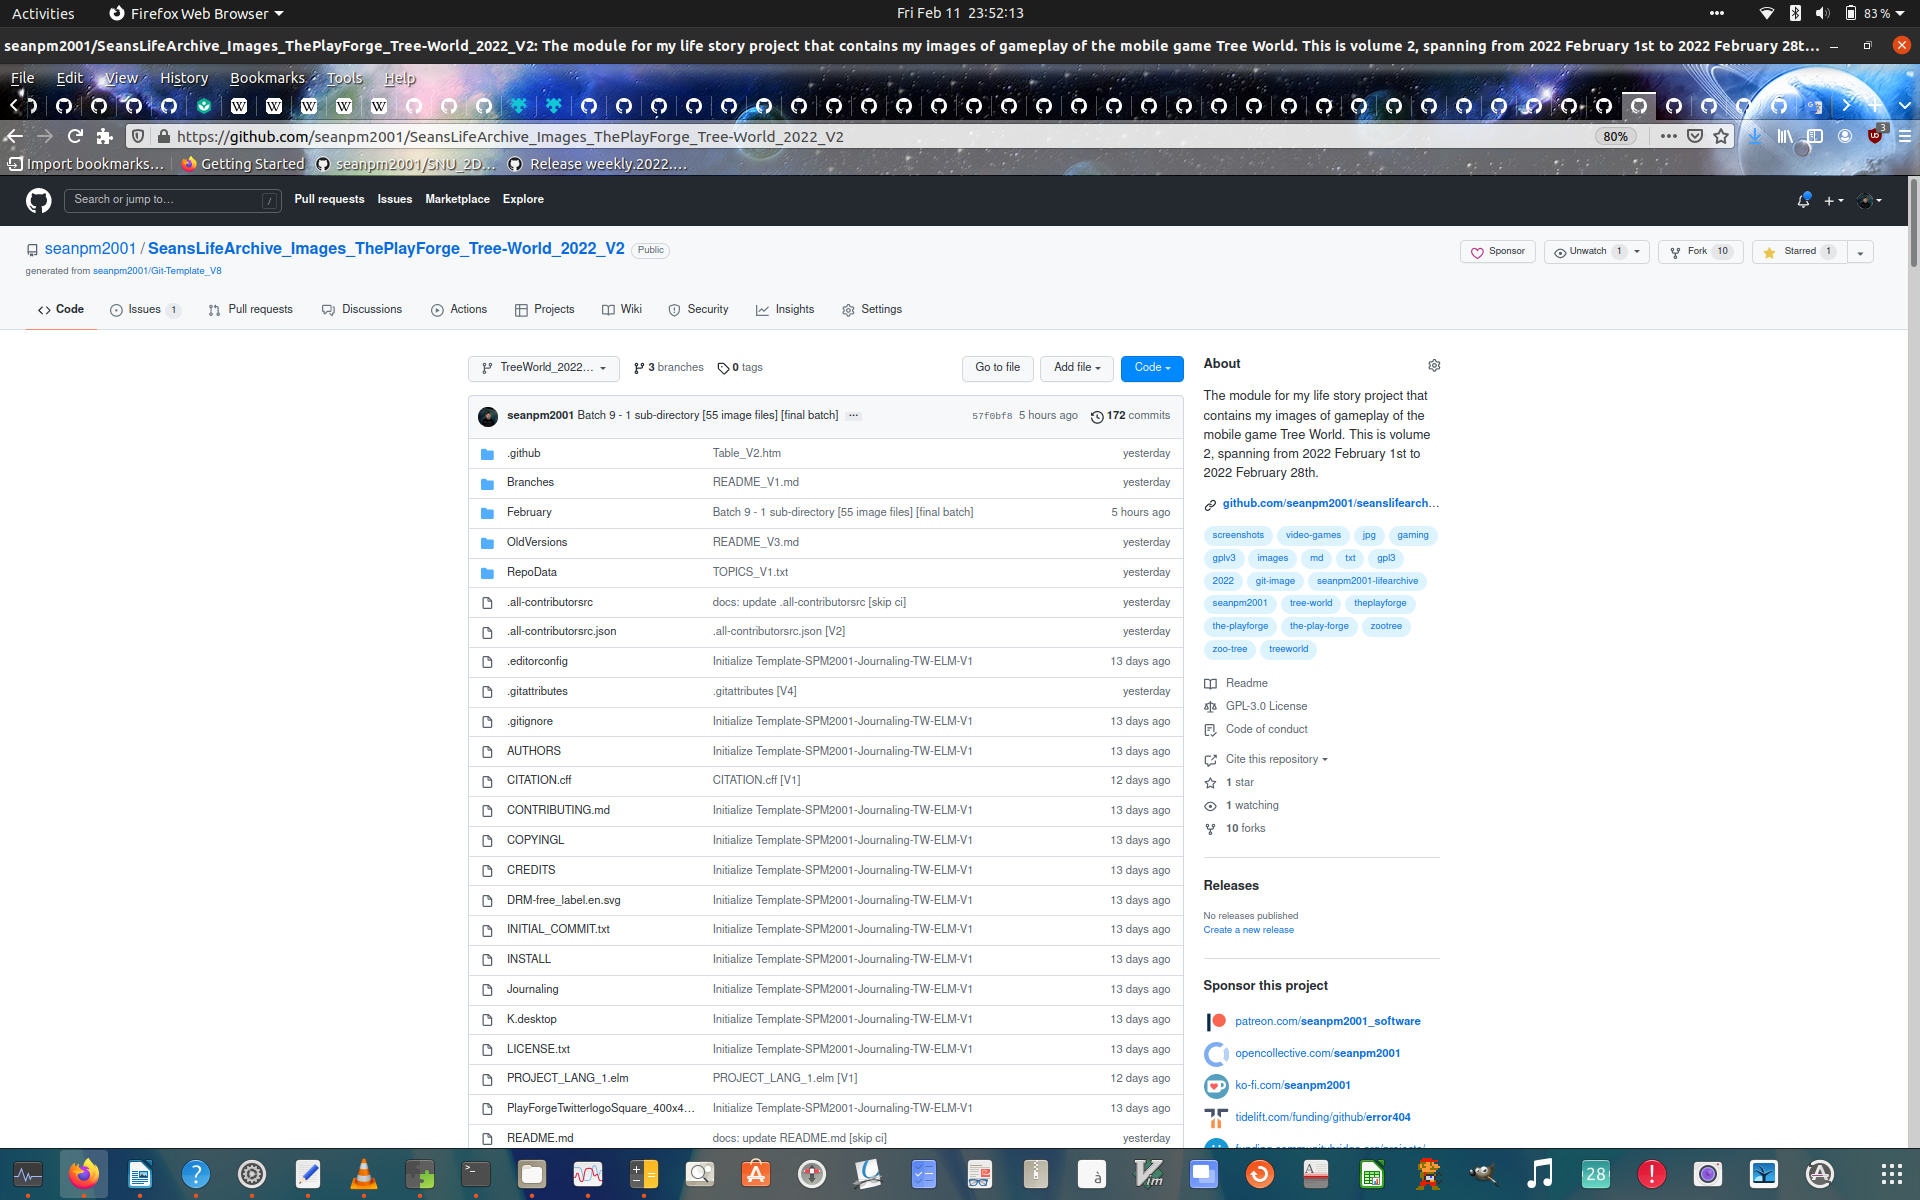 Activities Firefox Web Browser Fri Feb 11 23:52:13 83 %
seanpm2001/SeansLifeArchive_Images_ThePlayForge_Tree-World_2022_V2: The module for my life story project that contains my images of gameplay of the mobile game Tree World. This is volume 2, spanning from 2022 February 1st to 2022 February 28t...
File Edit View History Bookmarks Tools Help
https://github.com/seanpm2001/SeansLifeArchive_Images_ThePlayForge_Tree-World_2022_V2 80% 3
Import bookmarks... Getting Started seanpm2001/SNU_2D... Release weekly.2022....
Search or jump to... / Pull requests Issues Marketplace Explore
seanpm2001 / SeansLifeArchive_Images_ThePlayForge_Tree-World_2022_V2 Public Sponsor Unwatch 1 Fork 10 Starred 1
generated from seanpm2001/Git-Template_V8
Code Issues 1 Pull requests Discussions Actions Projects Wiki Security Insights Settings
TreeWorld_2022... 3 branches 0 tags Go to file Add file Code
seanpm2001 Batch 9 - 1 sub-directory [55 image files] [final batch] ... 57f0bf8 5 hours ago 172 commits
.github Table_V2.htm yesterday
Branches README_V1.md yesterday
February Batch 9 - 1 sub-directory [55 image files] [final batch] 5 hours ago
OldVersions README_V3.md yesterday
RepoData TOPICS_V1.txt yesterday
.all-contributorsrc docs: update .all-contributorsrc [skip ci] yesterday
.all-contributorsrc.json .all-contributorsrc.json [V2] yesterday
.editorconfig Initialize Template-SPM2001-Journaling-TW-ELM-V1 13 days ago
.gitattributes .gitattributes [V4] yesterday
.gitignore Initialize Template-SPM2001-Journaling-TW-ELM-V1 13 days ago
AUTHORS Initialize Template-SPM2001-Journaling-TW-ELM-V1 13 days ago
CITATION.cff CITATION.cff [V1] 12 days ago
CONTRIBUTING.md Initialize Template-SPM2001-Journaling-TW-ELM-V1 13 days ago
COPYINGL Initialize Template-SPM2001-Journaling-TW-ELM-V1 13 days ago
CREDITS Initialize Template-SPM2001-Journaling-TW-ELM-V1 13 days ago
DRM-free_label.en.svg Initialize Template-SPM2001-Journaling-TW-ELM-V1 13 days ago
INITIAL_COMMIT.txt Initialize Template-SPM2001-Journaling-TW-ELM-V1 13 days ago
INSTALL Initialize Template-SPM2001-Journaling-TW-ELM-V1 13 days ago
Journaling Initialize Template-SPM2001-Journaling-TW-ELM-V1 13 days ago
K.desktop Initialize Template-SPM2001-Journaling-TW-ELM-V1 13 days ago
LICENSE.txt Initialize Template-SPM2001-Journaling-TW-ELM-V1 13 days ago
PROJECT_LANG_1.elm PROJECT_LANG_1.elm [V1] 12 days ago
PlayForgeTwitterlogoSquare_400x4... Initialize Template-SPM2001-Journaling-TW-ELM-V1 13 days ago
README.md docs: update README.md [skip ci] yesterday
About
The module for my life story project that
contains my images of gameplay of the
mobile game Tree World. This is volume
2, spanning from 2022 February 1st to
2022 February 28th.
github.com/seanpm2001/seanslifearch...
screenshots video-games jpg gaming
gplv3 images md txt gpl3
2022 git-image seanpm2001-lifearchive
seanpm2001 tree-world theplayforge
the-playforge the-play-forge zootree
zoo-tree treeworld
Readme
GPL-3.0 License
Code of conduct
Cite this repository
1 star
1 watching
10 forks
Releases
No releases published
Create a new release
Sponsor this project
patreon.com/seanpm2001_software
opencollective.com/seanpm2001
ko-fi.com/seanpm2001
tidelift.com/funding/github/error404
28